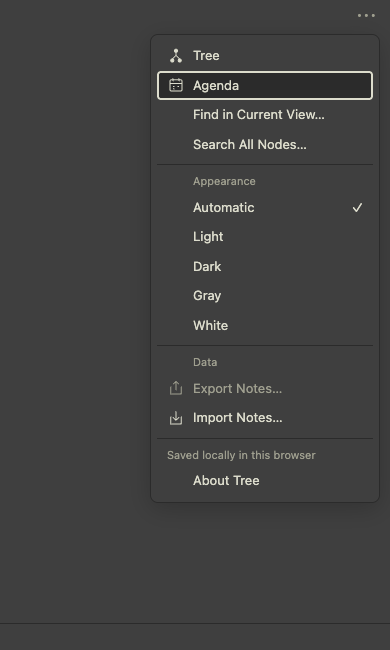 Tree
Agenda
Find in Current View...
Search All Nodes...
Appearance
Automatic
Light
Dark
Gray
White
Data
Export Notes...
Import Notes...
Saved locally in this browser
About Tree